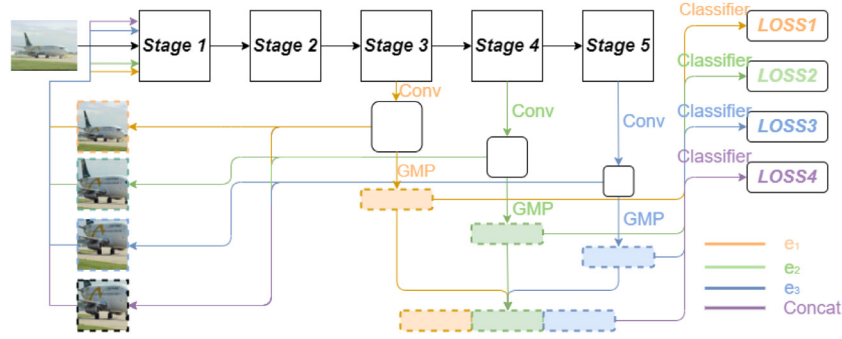 Stage 1
Stage 2
Stage 3
Stage 4
Stage 5
Classifier
LOSS1
Classifier
LOSS2
Classifier
LOSS3
Classifier
LOSS4
Conv
Conv
Conv
GMP
GMP
GMP
e₁
e₂
e₃
Concat